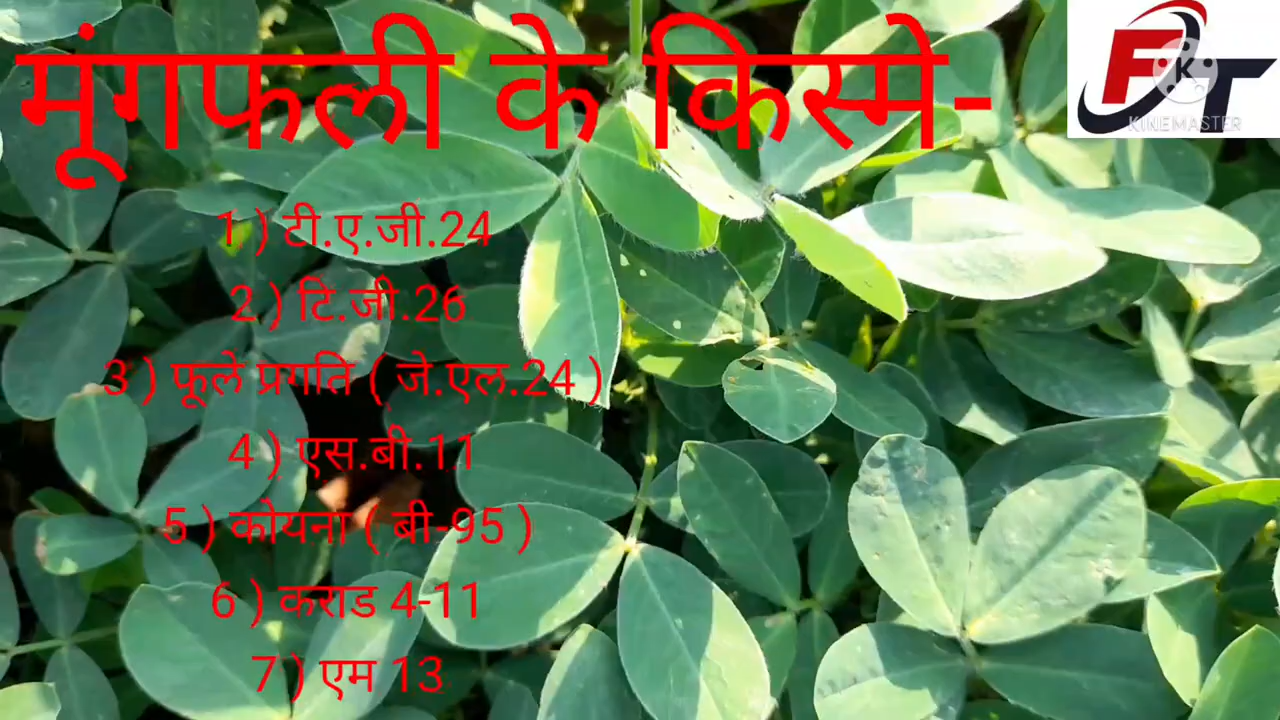 मूंगफली के किस्मे-
1 ) टी.ए.जी.24
2 ) टि.जी.26
3 ) फूले प्रगति ( जे.एल.24 )
4 ) एस.बी.11
5 ) कोयना ( बी-95 )
6 ) कराड 4-11
7 ) एम 13
FT
K
KINEMASTER